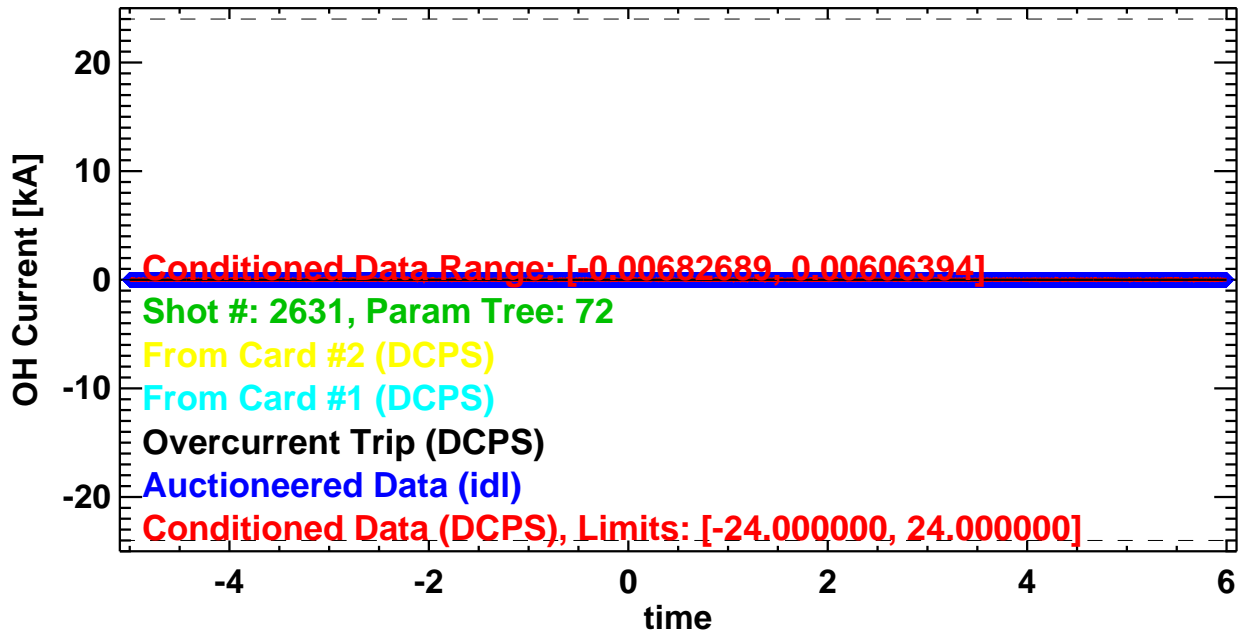 20
10
0
-10
-20
OH Current [kA]
Conditioned Data Range: [-0.00682689, 0.00606394]
Shot #: 2631, Param Tree: 72
From Card #2 (DCPS)
From Card #1 (DCPS)
Overcurrent Trip (DCPS)
Auctioneered Data (idl)
Conditioned Data (DCPS), Limits: [-24.000000, 24.000000]
-4 -2 0 2 4 6
time